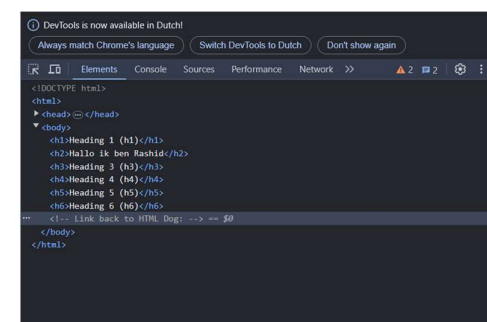 DevTools is now available in Dutch!
Always match Chrome's language Switch DevTools to Dutch Don't show again
Elements Console Sources Performance Network 2 2
<!DOCTYPE html>
<html>
<head> … </head>
<body>
<h1>Heading 1 (h1)</h1>
<h2>Hallo ik ben Rashid</h2>
<h3>Heading 3 (h3)</h3>
<h4>Heading 4 (h4)</h4>
<h5>Heading 5 (h5)</h5>
<h6>Heading 6 (h6)</h6>
<!-- Link back to HTML Dog: --> == $0
</body>
</html>